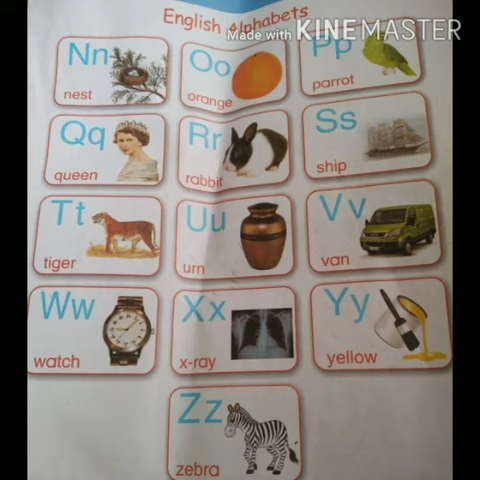 English Alphabets
Made with KINEMASTER
Nn
nest
Oo
orange
Pp
parrot
Qq
queen
Rr
rabbit
Ss
ship
Tt
tiger
Uu
urn
Vv
van
Ww
watch
Xx
x-ray
Yy
yellow
Zz
zebra